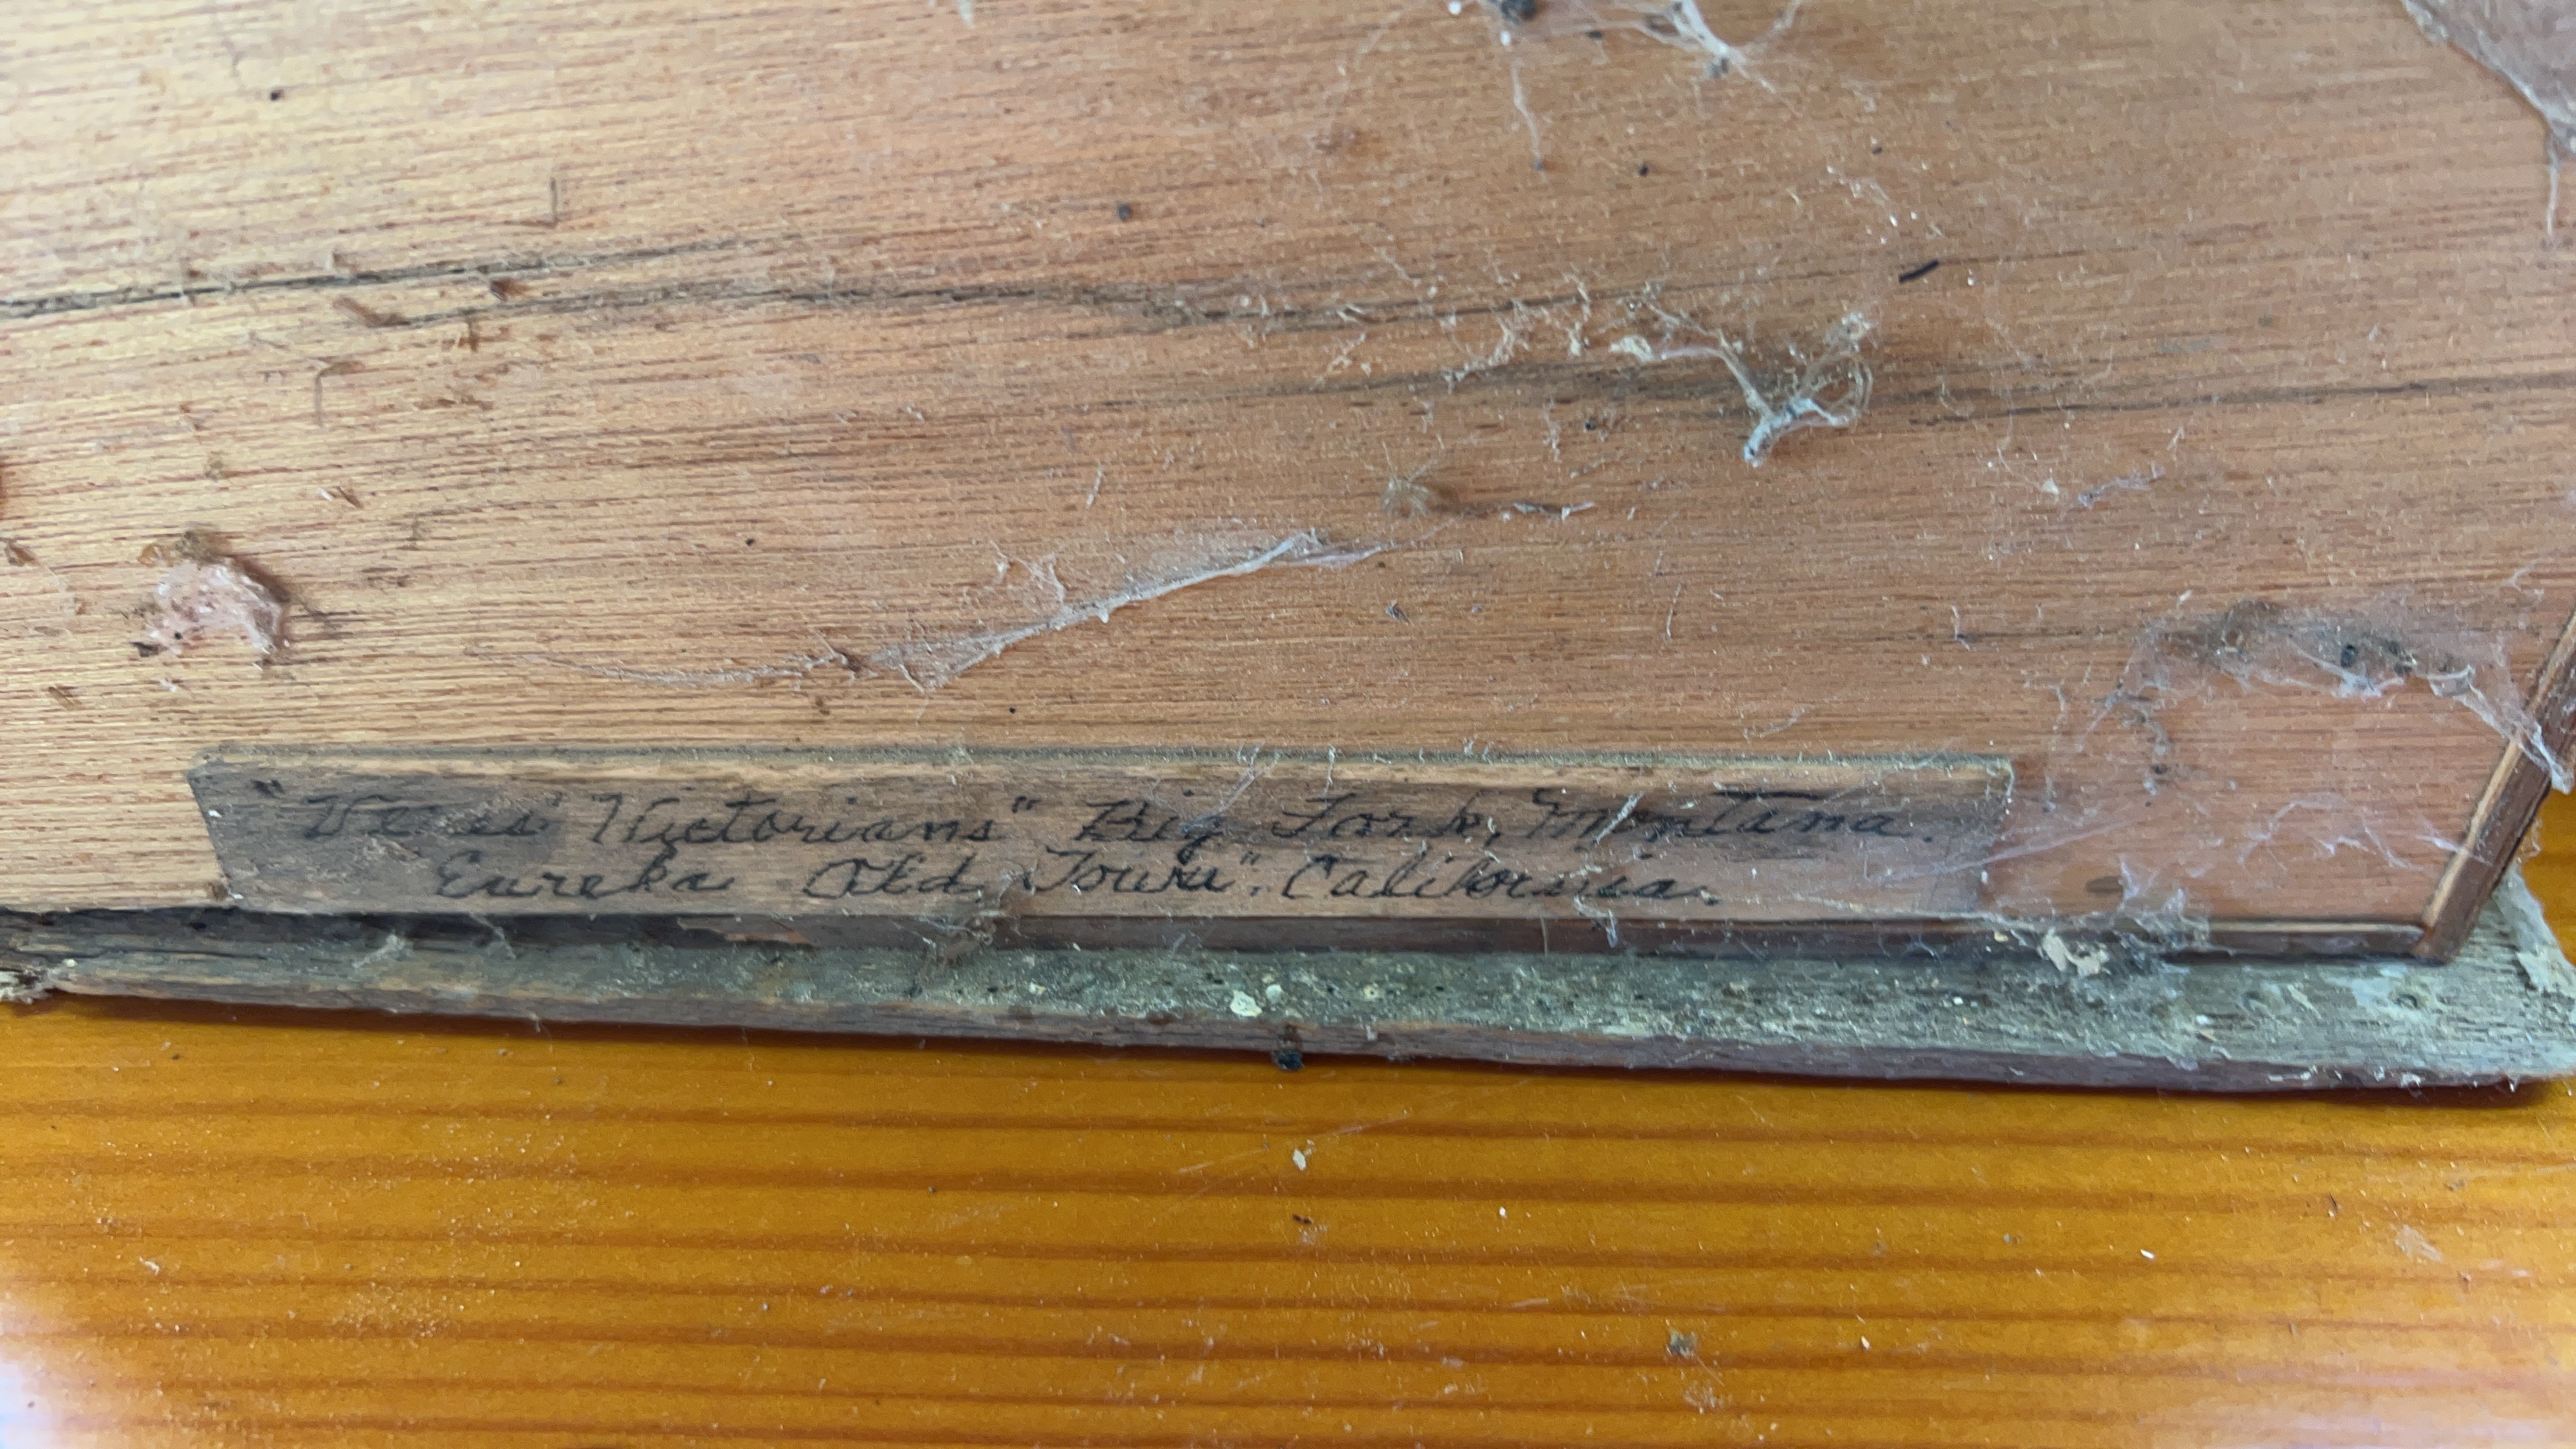 Victorians" Big Fork, Montana.
Eureka Old Town". California.